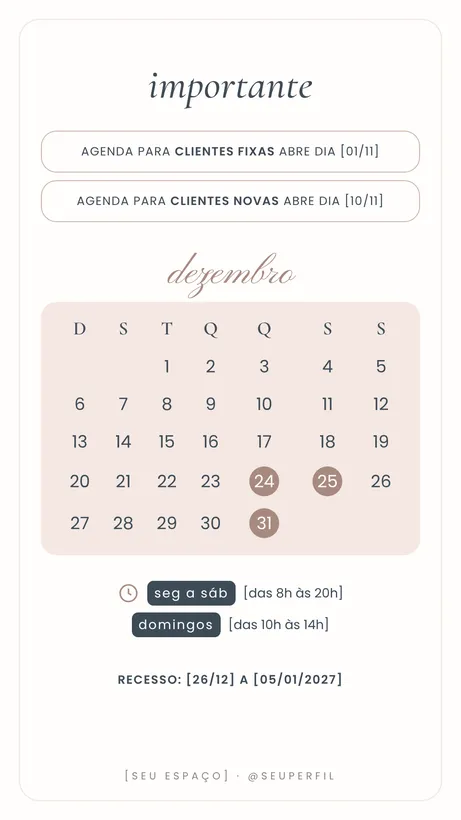 importante
AGENDA PARA CLIENTES FIXAS ABRE DIA [01/11]
AGENDA PARA CLIENTES NOVAS ABRE DIA [10/11]
dezembro
D S T Q Q S S
1 2 3 4 5
6 7 8 9 10 11 12
13 14 15 16 17 18 19
20 21 22 23 24 25 26
27 28 29 30 31
seg a sáb [das 8h às 20h]
domingos [das 10h às 14h]
RECESSO: [26/12] A [05/01/2027]
[SEU ESPAÇO] · @SEUPERFIL